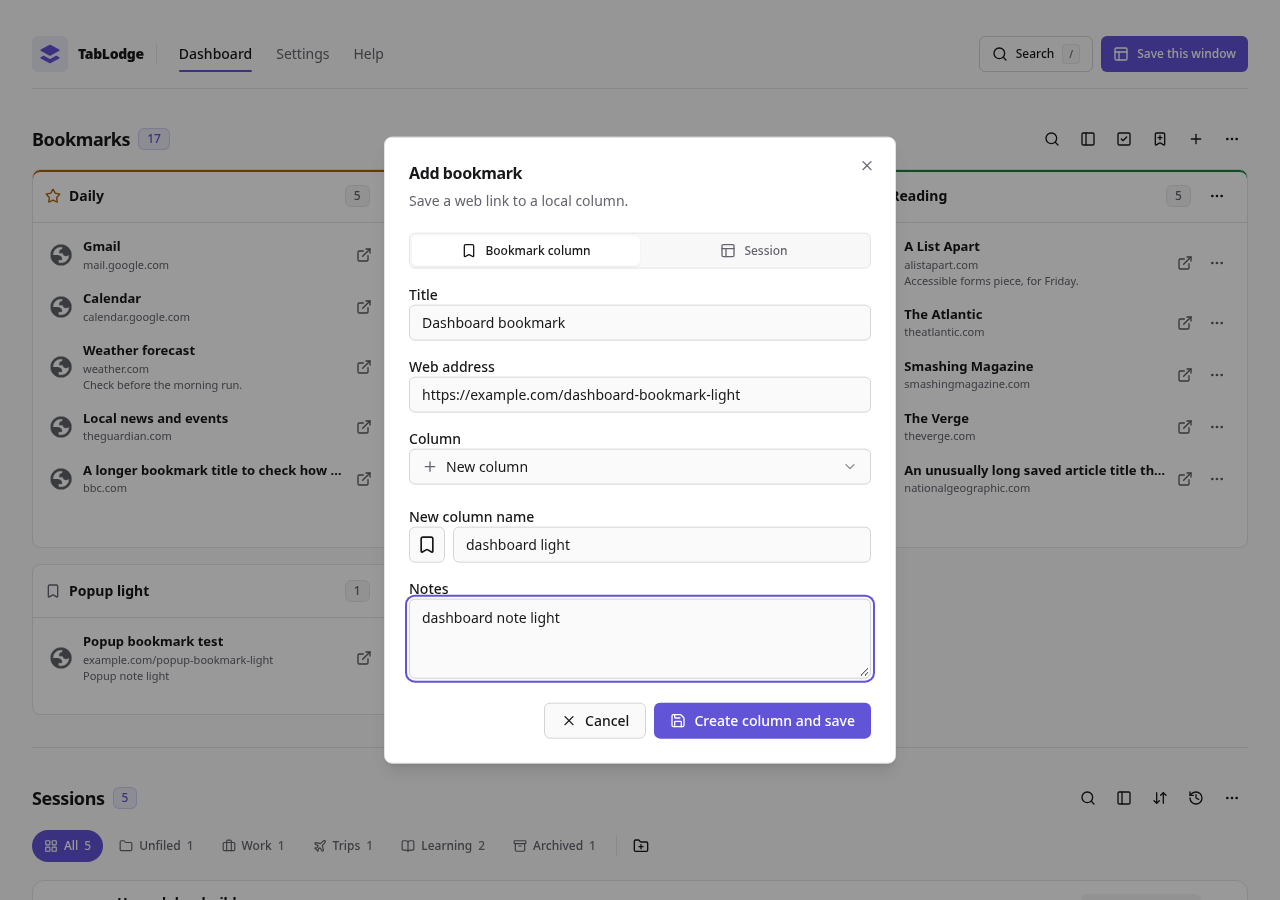 TabLodge
Dashboard
Settings
Help
Search /
Save this window
Bookmarks 17
Daily 5
Gmail
mail.google.com
Calendar
calendar.google.com
Weather forecast
weather.com
Check before the morning run.
Local news and events
theguardian.com
A longer bookmark title to check how ...
bbc.com
Popup light 1
Popup bookmark test
example.com/popup-bookmark-light
Popup note light
Add bookmark
Save a web link to a local column.
Bookmark column
Session
Title
Dashboard bookmark
Web address
https://example.com/dashboard-bookmark-light
Column
New column
New column name
dashboard light
Notes
dashboard note light
Cancel
Create column and save
Reading 5
A List Apart
alistapart.com
Accessible forms piece, for Friday.
The Atlantic
theatlantic.com
Smashing Magazine
smashingmagazine.com
The Verge
theverge.com
An unusually long saved article title th...
nationalgeographic.com
Sessions 5
All 5
Unfiled 1
Work 1
Trips 1
Learning 2
Archived 1